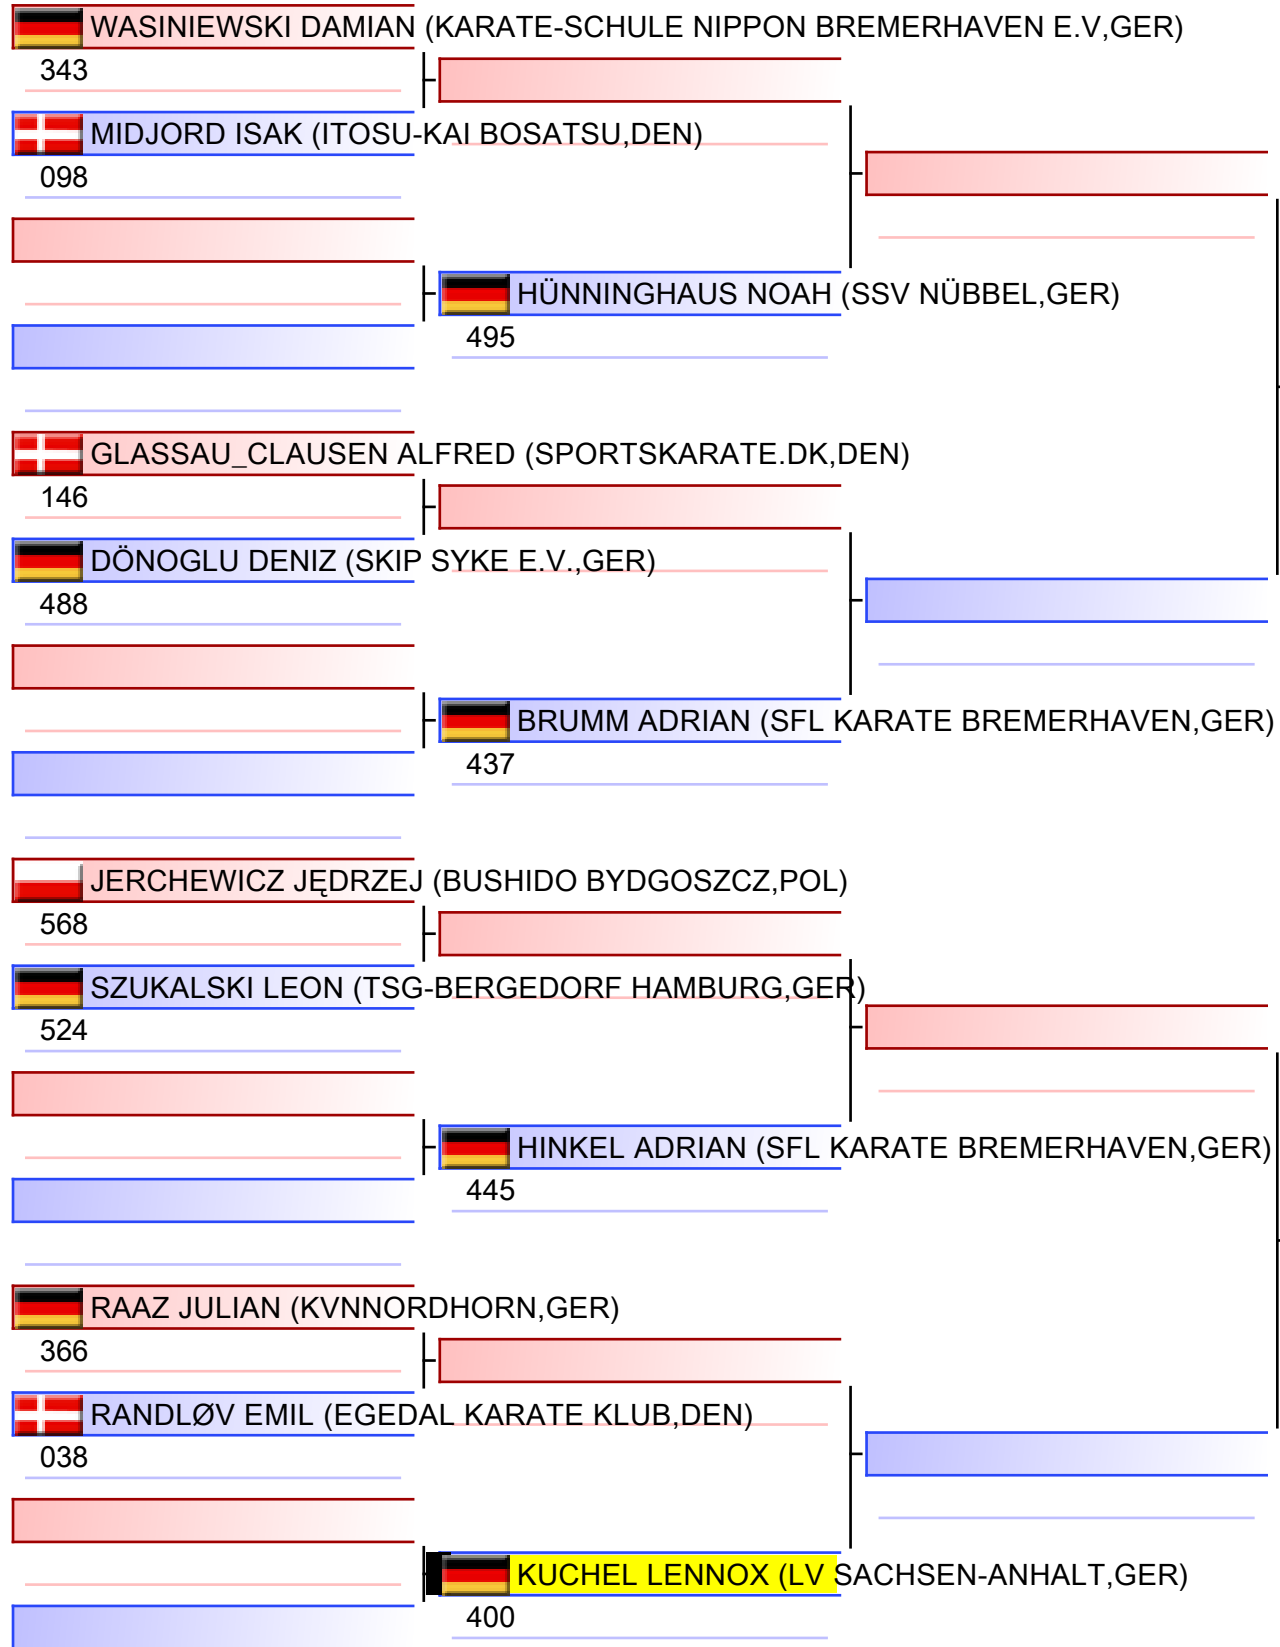 WASINIEWSKI DAMIAN (KARATE-SCHULE NIPPON BREMERHAVEN E.V,GER)
343
MIDJORD ISAK (ITOSU-KAI BOSATSU,DEN)
098
HÜNNINGHAUS NOAH (SSV NÜBBEL,GER)
495
GLASSAU_CLAUSEN ALFRED (SPORTSKARATE.DK,DEN)
146
DÖNOGLU DENIZ (SKIP SYKE E.V.,GER)
488
BRUMM ADRIAN (SFL KARATE BREMERHAVEN,GER)
437
JERCHEWICZ JĘDRZEJ (BUSHIDO BYDGOSZCZ,POL)
568
SZUKALSKI LEON (TSG-BERGEDORF HAMBURG,GER)
524
HINKEL ADRIAN (SFL KARATE BREMERHAVEN,GER)
445
RAAZ JULIAN (KVNNORDHORN,GER)
366
RANDLØV EMIL (EGEDAL KARATE KLUB,DEN)
038
KUCHEL LENNOX (LV SACHSEN-ANHALT,GER)
400